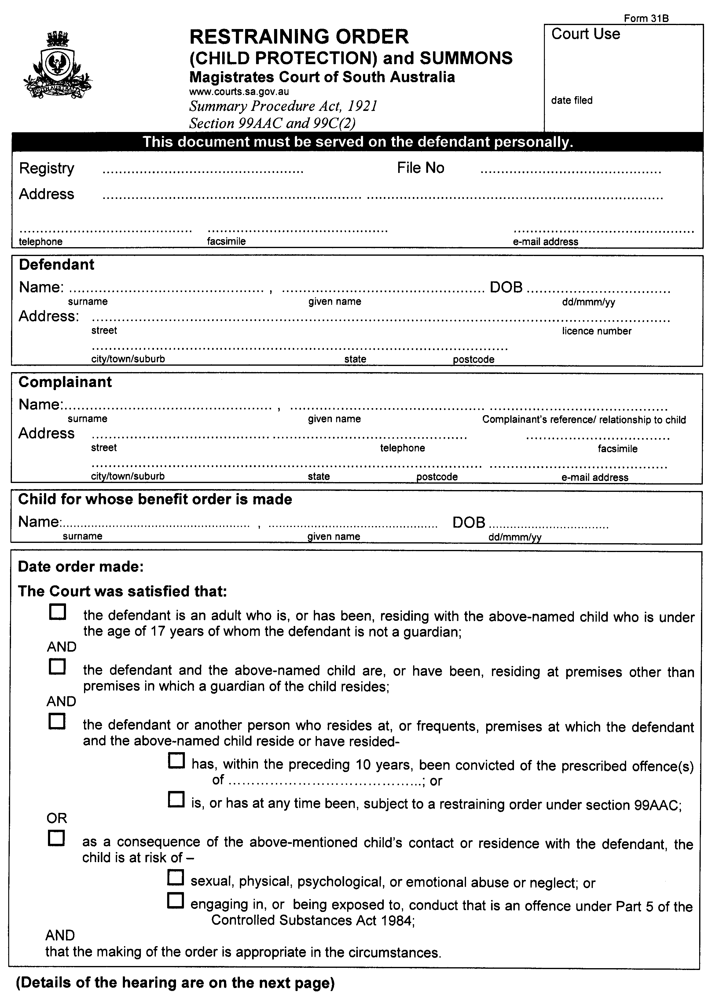 Form 31B
RESTRAINING ORDER
(CHILD PROTECTION) and SUMMONS
Magistrates Court of South Australia
www.courts.sa.gov.au
Summary Procedure Act, 1921
Section 99AAC and 99C(2)
Court Use
date filed
SOUTH AUSTRALIA
This document must be served on the defendant personally.
Registry ................................................ File No ...........................................
Address ............................................................... .......................................................................
......................................... ........................................... ...........................................
telephone facsimile e-mail address
Defendant
Name: ............................................... , ................................................ DOB ..................................
surname given name dd/mmm/yy
Address: ..........................................................................................................................................
street licence number
....................................................................................................
city/town/suburb state postcode
Complainant
Name:.................................................. , .............................................. ..........................................
surname given name Complainant's reference/ relationship to child
Address ........................................... .............................................. ..................................
street telephone facsimile
............................................................................................. ..........................................
city/town/suburb state postcode e-mail address
Child for whose benefit order is made
Name:.................................................. , .............................................. DOB ................................
surname given name dd/mmm/yy
Date order made:
The Court was satisfied that:
the defendant is an adult who is, or has been, residing with the above-named child who is under
the age of 17 years of whom the defendant is not a guardian;
AND
the defendant and the above-named child are, or have been, residing at premises other than
premises in which a guardian of the child resides;
AND
the defendant or another person who resides at, or frequents, premises at which the defendant
and the above-named child reside or have resided-
has, within the preceding 10 years, been convicted of the prescribed offence(s)
of ............................................; or
is, or has at any time been, subject to a restraining order under section 99AAC;
OR
as a consequence of the above-mentioned child's contact or residence with the defendant, the
child is at risk of –
sexual, physical, psychological, or emotional abuse or neglect; or
engaging in, or being exposed to, conduct that is an offence under Part 5 of the
Controlled Substances Act 1984;
AND
that the making of the order is appropriate in the circumstances.
(Details of the hearing are on the next page)